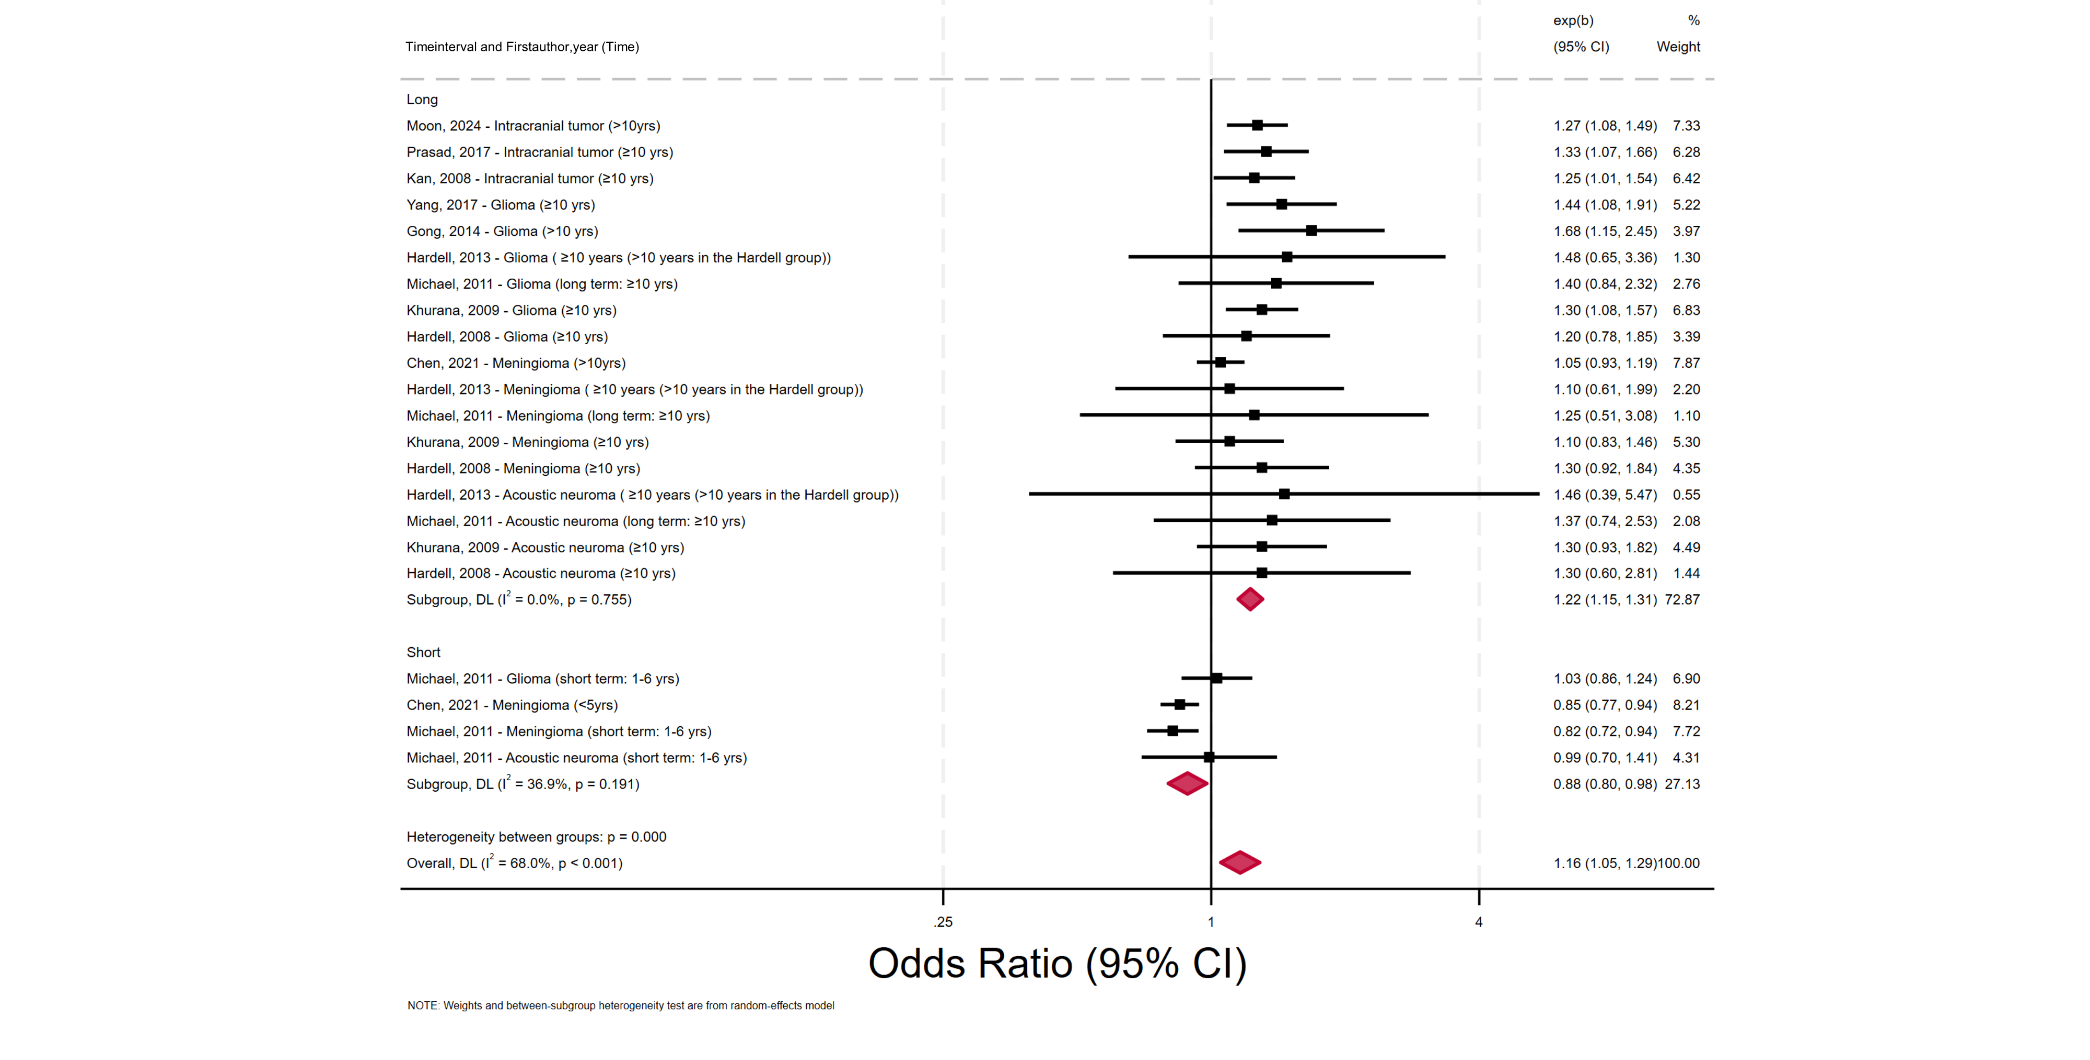 exp(b) %
Timeinterval and Firstauthor,year (Time) (95% CI) Weight
Long
Moon, 2024 - Intracranial tumor (>10yrs) 1.27 (1.08, 1.49) 7.33
Prasad, 2017 - Intracranial tumor (≥10 yrs) 1.33 (1.07, 1.66) 6.28
Kan, 2008 - Intracranial tumor (≥10 yrs) 1.25 (1.01, 1.54) 6.42
Yang, 2017 - Glioma (≥10 yrs) 1.44 (1.08, 1.91) 5.22
Gong, 2014 - Glioma (>10 yrs) 1.68 (1.15, 2.45) 3.97
Hardell, 2013 - Glioma ( ≥10 years (>10 years in the Hardell group)) 1.48 (0.65, 3.36) 1.30
Michael, 2011 - Glioma (long term: ≥10 yrs) 1.40 (0.84, 2.32) 2.76
Khurana, 2009 - Glioma (≥10 yrs) 1.30 (1.08, 1.57) 6.83
Hardell, 2008 - Glioma (≥10 yrs) 1.20 (0.78, 1.85) 3.39
Chen, 2021 - Meningioma (>10yrs) 1.05 (0.93, 1.19) 7.87
Hardell, 2013 - Meningioma ( ≥10 years (>10 years in the Hardell group)) 1.10 (0.61, 1.99) 2.20
Michael, 2011 - Meningioma (long term: ≥10 yrs) 1.25 (0.51, 3.08) 1.10
Khurana, 2009 - Meningioma (≥10 yrs) 1.10 (0.83, 1.46) 5.30
Hardell, 2008 - Meningioma (≥10 yrs) 1.30 (0.92, 1.84) 4.35
Hardell, 2013 - Acoustic neuroma ( ≥10 years (>10 years in the Hardell group)) 1.46 (0.39, 5.47) 0.55
Michael, 2011 - Acoustic neuroma (long term: ≥10 yrs) 1.37 (0.74, 2.53) 2.08
Khurana, 2009 - Acoustic neuroma (≥10 yrs) 1.30 (0.93, 1.82) 4.49
Hardell, 2008 - Acoustic neuroma (≥10 yrs) 1.30 (0.60, 2.81) 1.44
Subgroup, DL (I² = 0.0%, p = 0.755) 1.22 (1.15, 1.31) 72.87
Short
Michael, 2011 - Glioma (short term: 1-6 yrs) 1.03 (0.86, 1.24) 6.90
Chen, 2021 - Meningioma (<5yrs) 0.85 (0.77, 0.94) 8.21
Michael, 2011 - Meningioma (short term: 1-6 yrs) 0.82 (0.72, 0.94) 7.72
Michael, 2011 - Acoustic neuroma (short term: 1-6 yrs) 0.99 (0.70, 1.41) 4.31
Subgroup, DL (I² = 36.9%, p = 0.191) 0.88 (0.80, 0.98) 27.13
Heterogeneity between groups: p = 0.000
Overall, DL (I² = 68.0%, p < 0.001) 1.16 (1.05, 1.29)100.00
.25 1 4
Odds Ratio (95% CI)
NOTE: Weights and between-subgroup heterogeneity test are from random-effects model